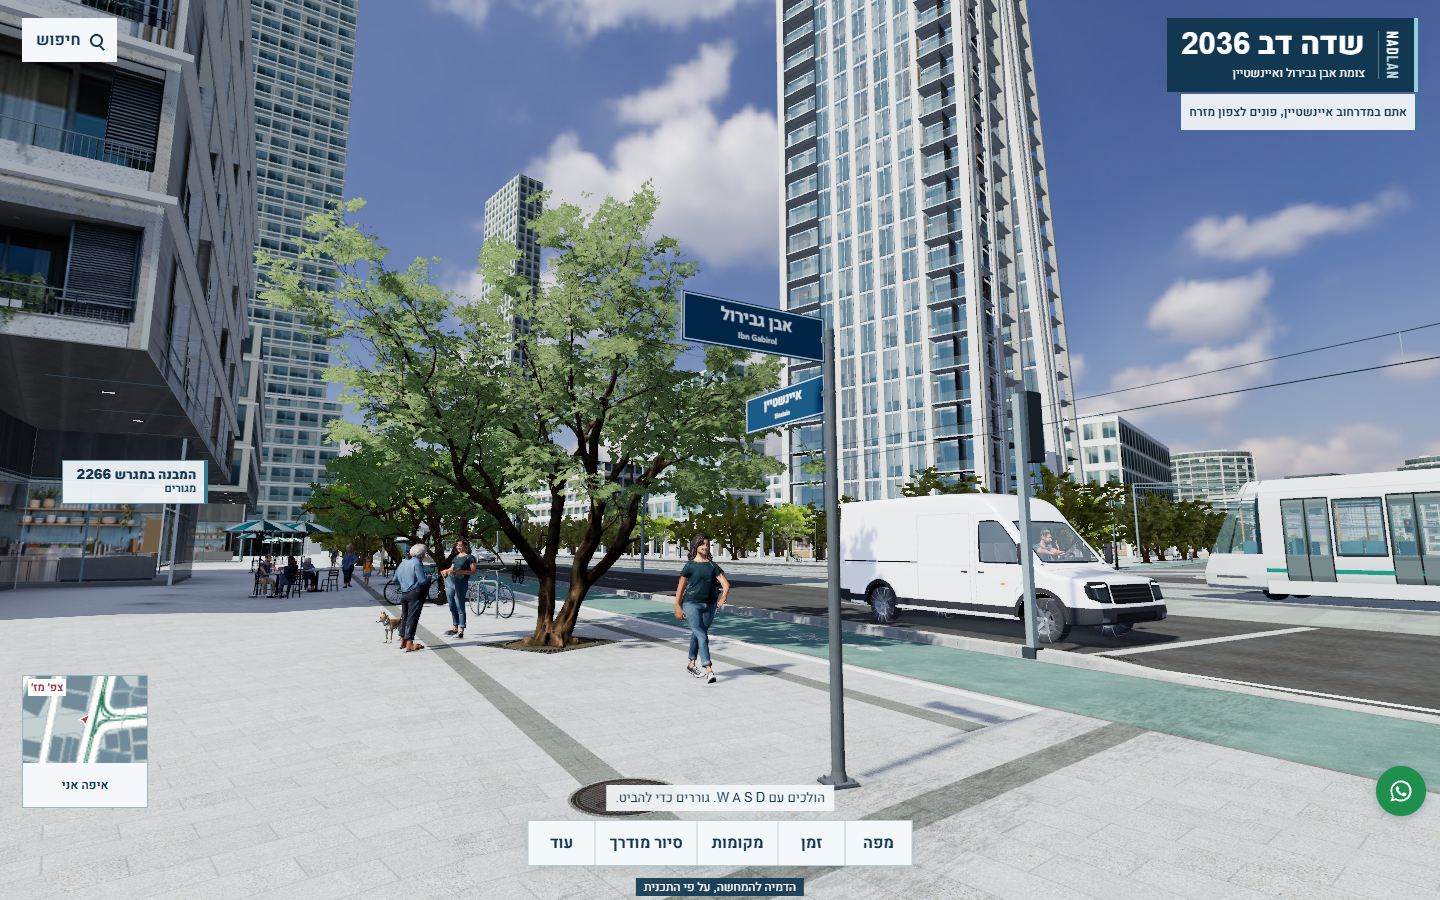 חיפוש
שדה דב 2036
צומת אבן גבירול ואיינשטיין
NADLAN
אתם במדרחוב איינשטיין, פונים לצפון מזרח
אבן גבירול
Ibn Gabirol
איינשטיין
המבנה במגרש 2266
מגורים
צפ' מז'
איפה אני
הולכים עם W A S D. גוררים כדי להביט.
מפה
זמן
מקומות
סיור מודרך
עוד
הדמיה להמחשה, על פי התכנית